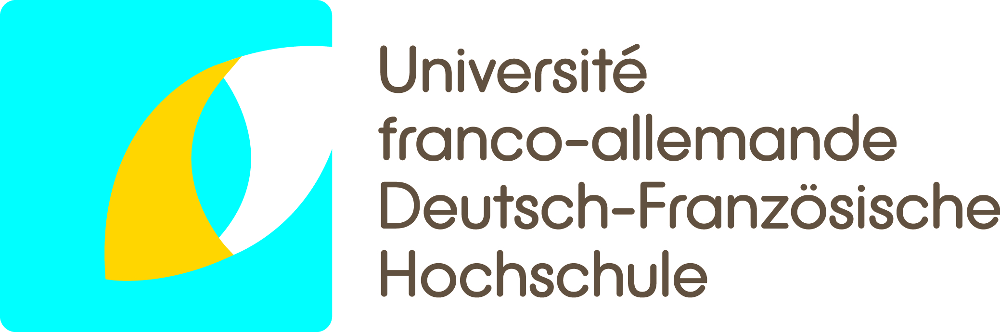 Université
franco-allemande
Deutsch-Französische
Hochschule